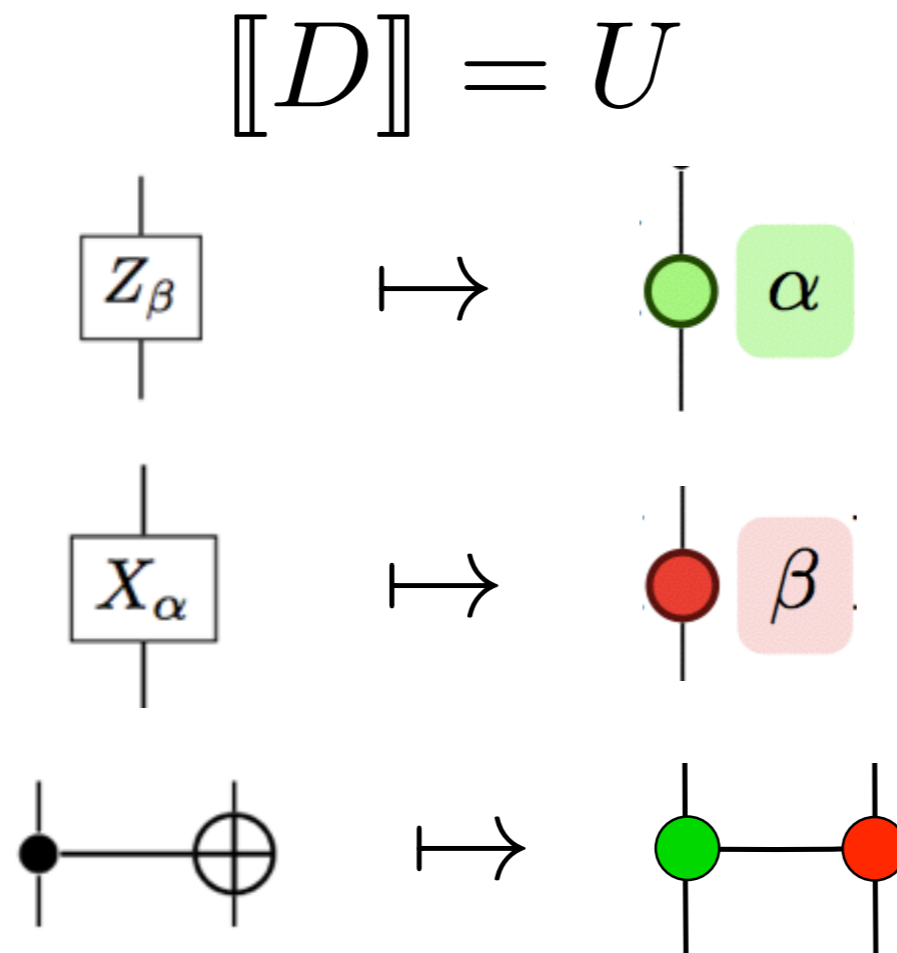 ⟦D⟧ = U
Z_β ↦ α
X_α ↦ β
↦